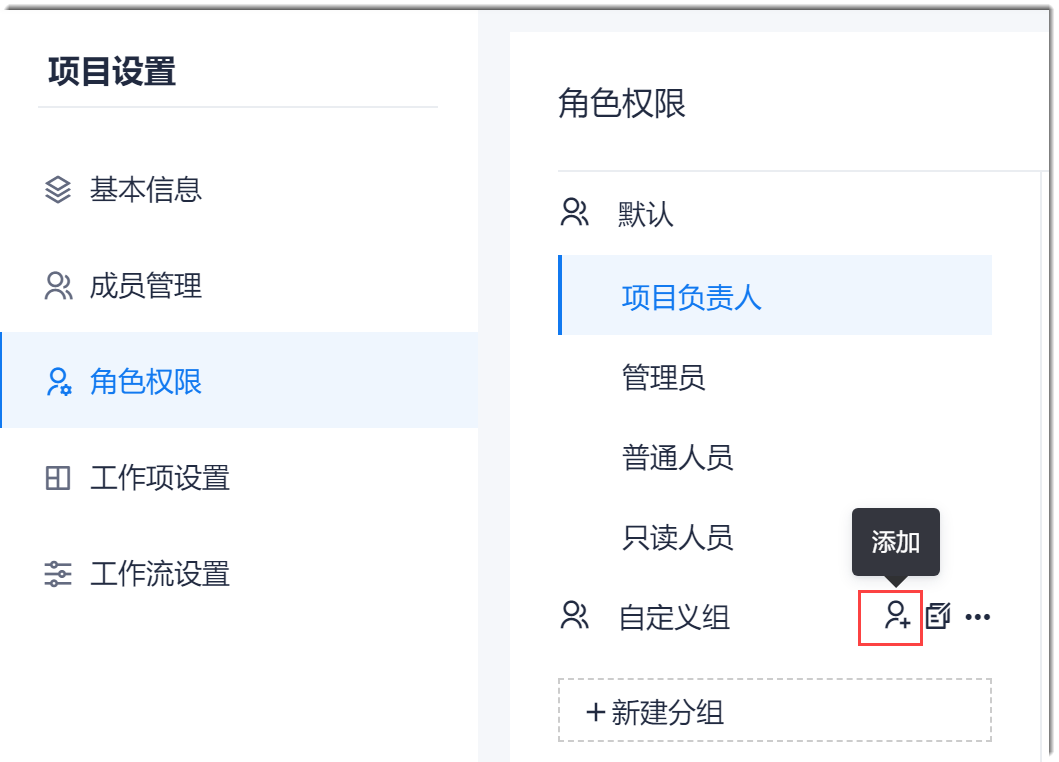 项目设置
基本信息
成员管理
角色权限
工作项设置
工作流设置
角色权限
默认
项目负责人
管理员
普通人员
只读人员
添加
自定义组
+新建分组